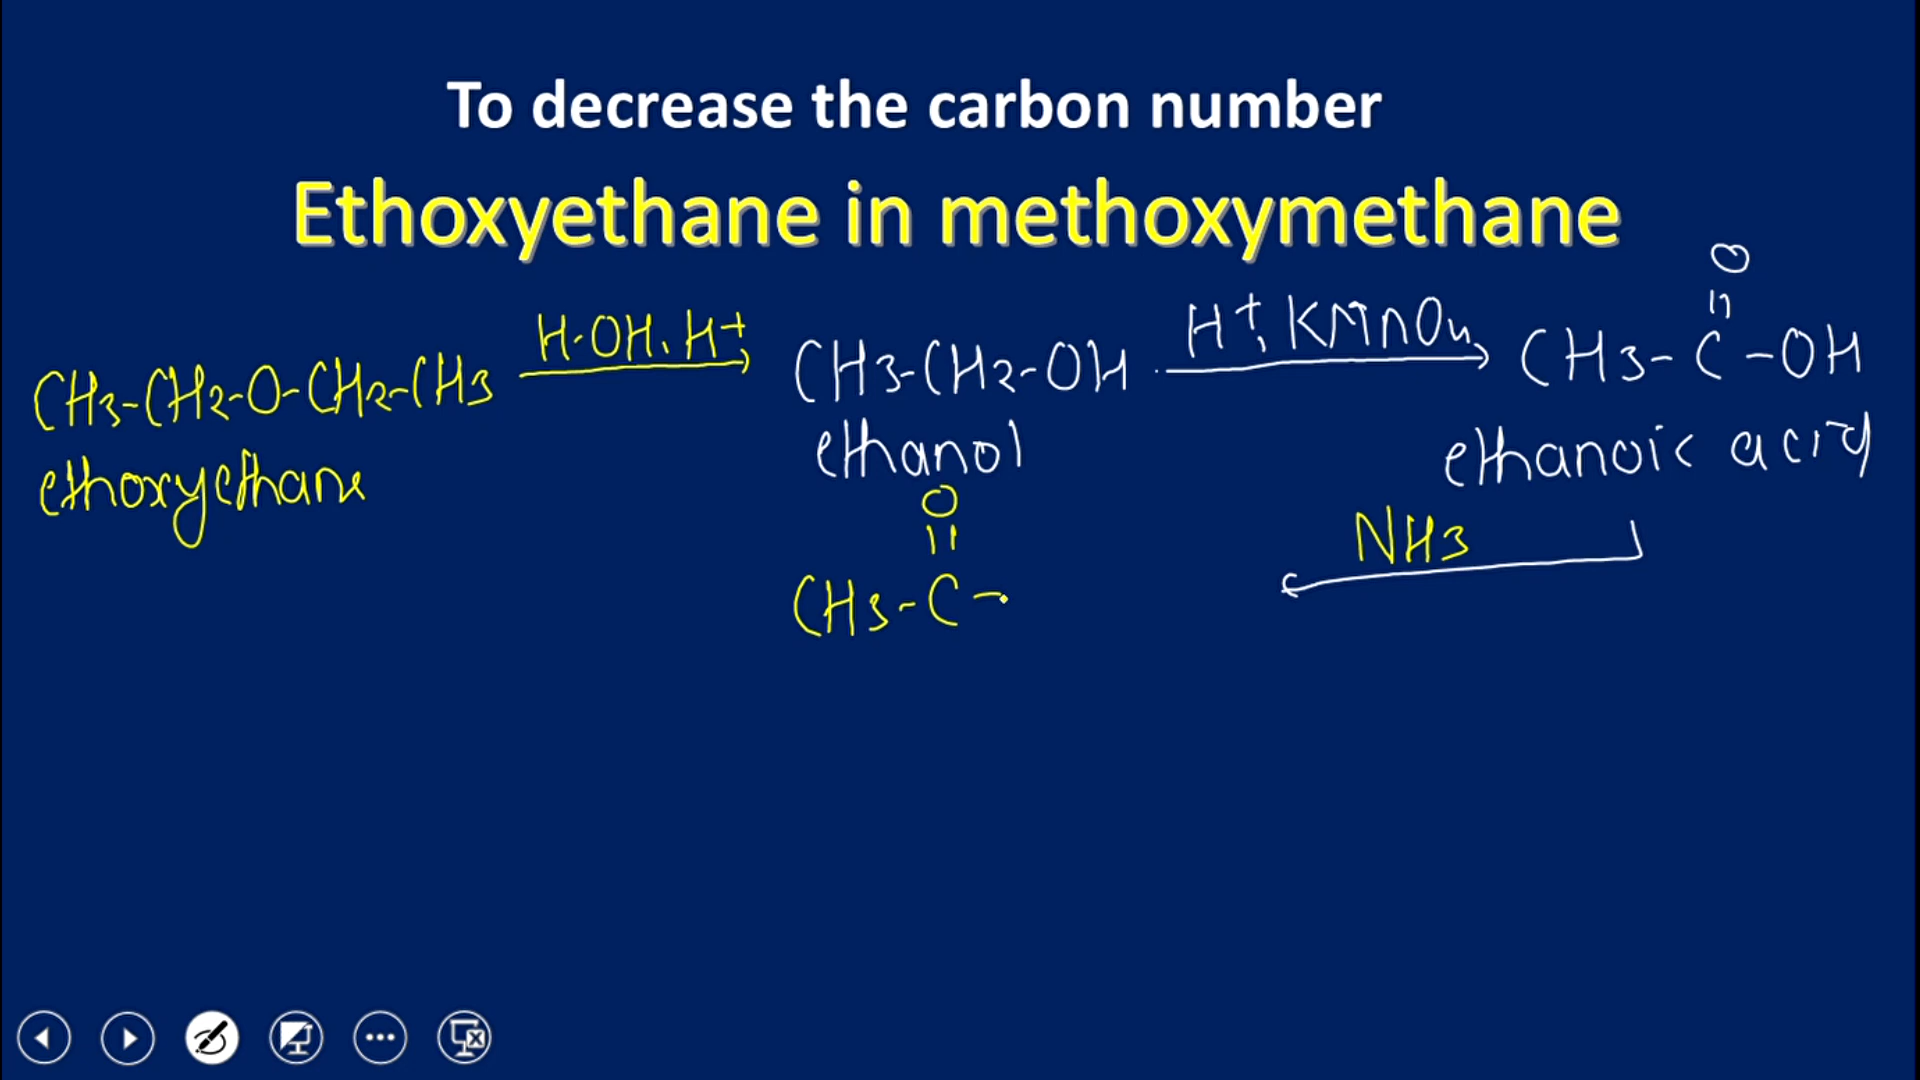 To decrease the carbon number
Ethoxyethane in methoxymethane
CH3-CH2-O-CH2-CH3
H-OH, H+
CH3-CH2-OH
H+, KMnO4
O
CH3-C-OH
ethoxyethane
ethanol
ethanoic acid
NH3
O
CH3-C-